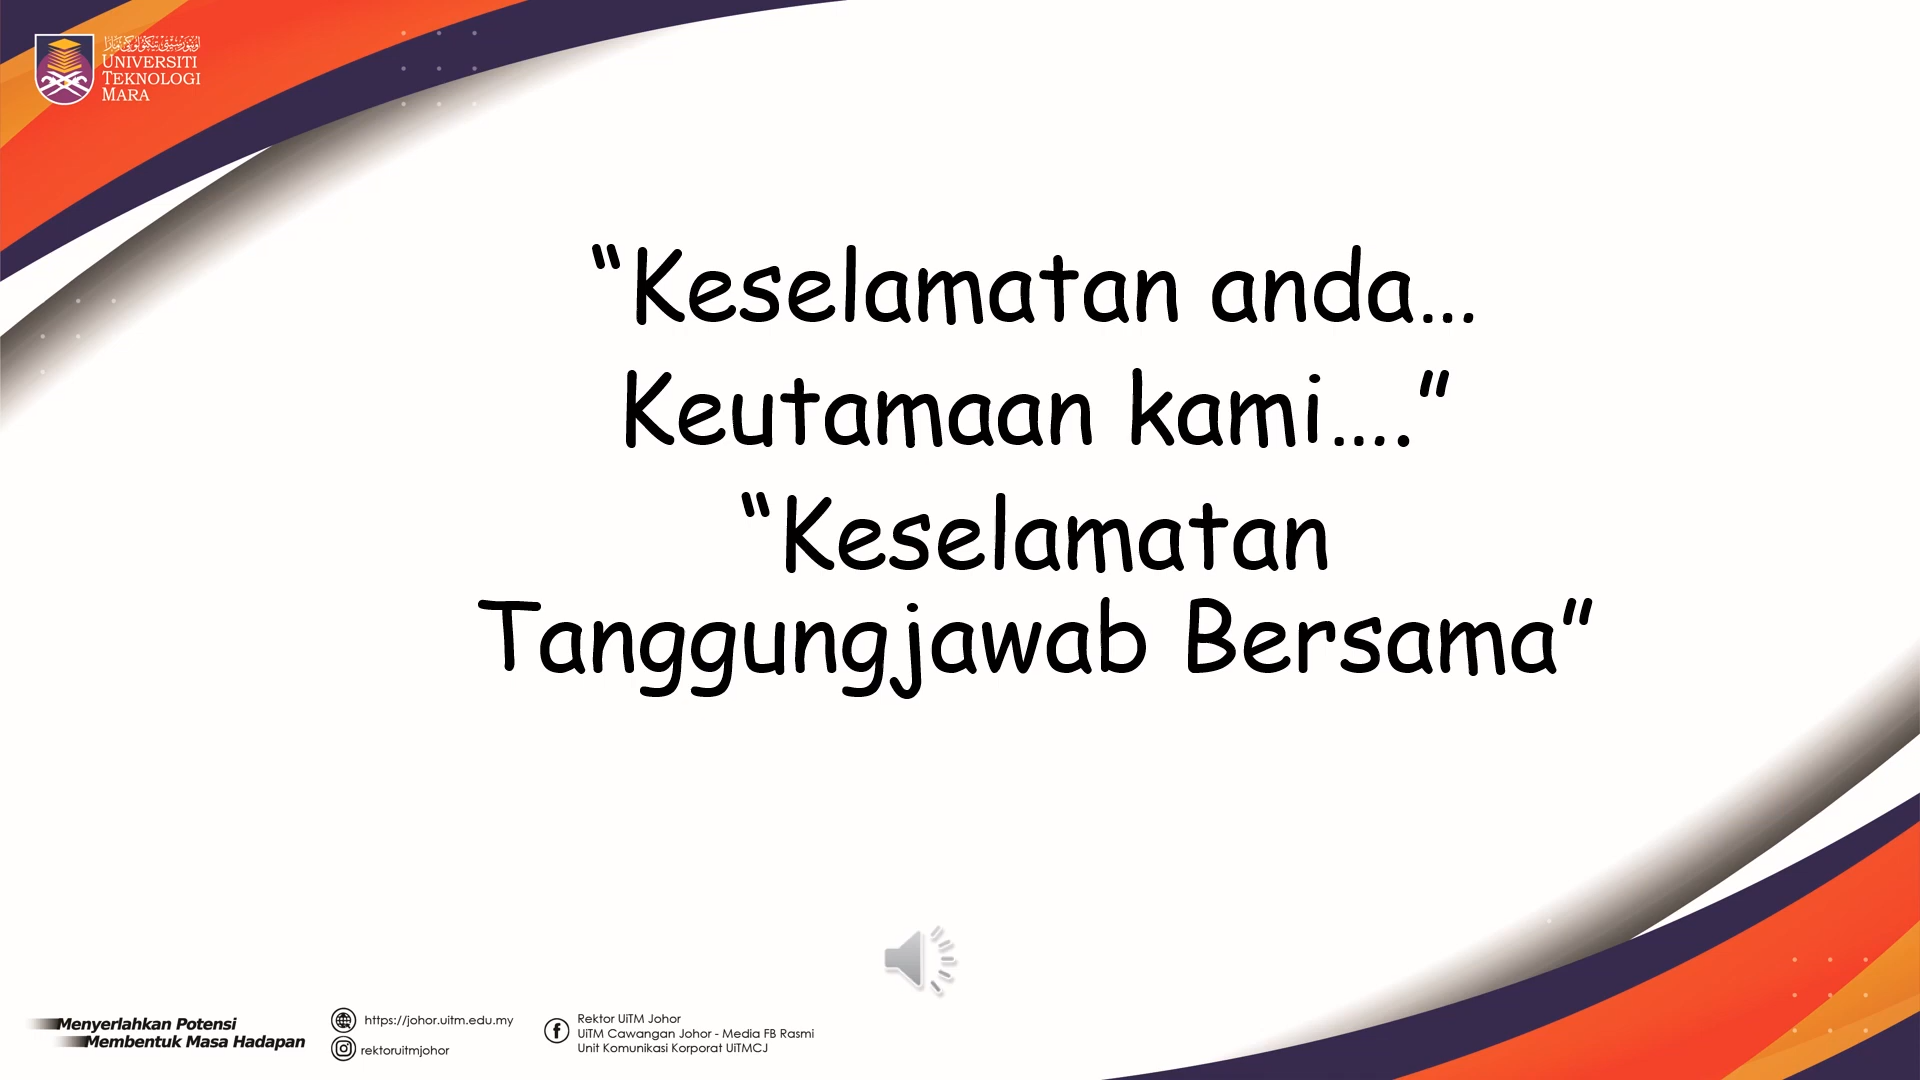 UNIVERSITI
TEKNOLOGI
MARA
“Keselamatan anda...
Keutamaan kami....”
“Keselamatan
Tanggungjawab Bersama”
Menyerlahkan Potensi
Membentuk Masa Hadapan
https://johor.uitm.edu.my
rektoruitmjohor
Rektor UiTM Johor
UiTM Cawangan Johor - Media FB Rasmi
Unit Komunikasi Korporat UiTMCJ